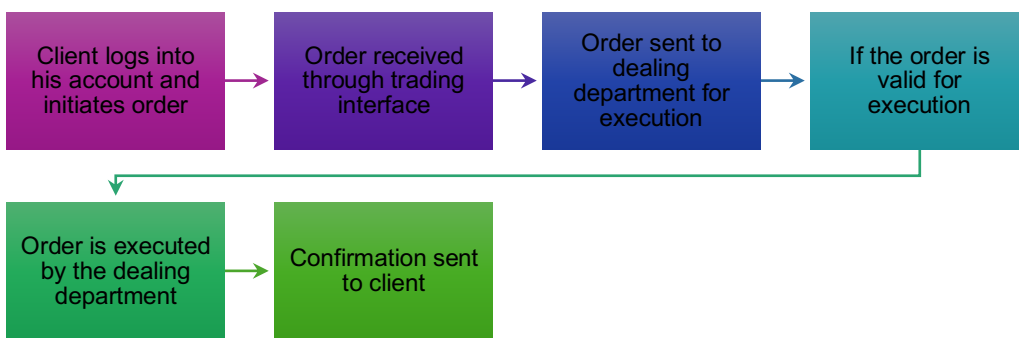 Client logs into
his account and
initiates order
Order received
through trading
interface
Order sent to
dealing
department for
execution
If the order is
valid for
execution
Order is executed
by the dealing
department
Confirmation sent
to client